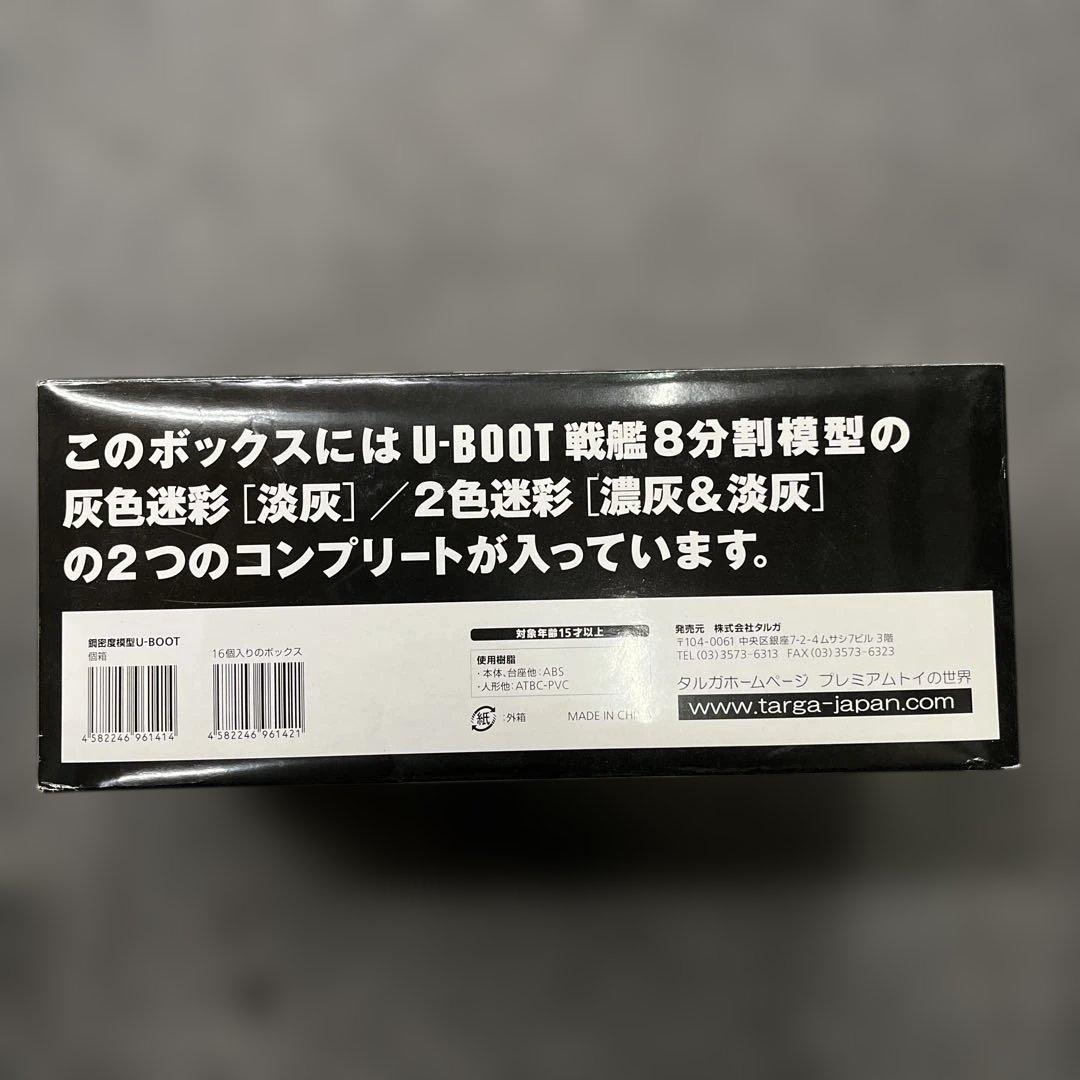 このボックスにはU-BOOT戦艦8分割模型の
灰色迷彩[淡灰]／2色迷彩[濃灰&淡灰]
の2つのコンプリートが入っています。
鋼密度模型U-BOOT
個箱
4 582246 961414
16個入りのボックス
4 582246 961421
対象年齢15才以上
使用樹脂
・本体、台座他:ABS
・人形他:ATBC-PVC
紙 :外箱
MADE IN
発売元 株式会社タルガ
〒104-0061 中央区銀座7-2-4ムサシ7ビル 3階
TEL(03)3573-6313 FAX(03)3573-6323
タルガホームページ プレミアムトイの世界
www.targa-japan.com